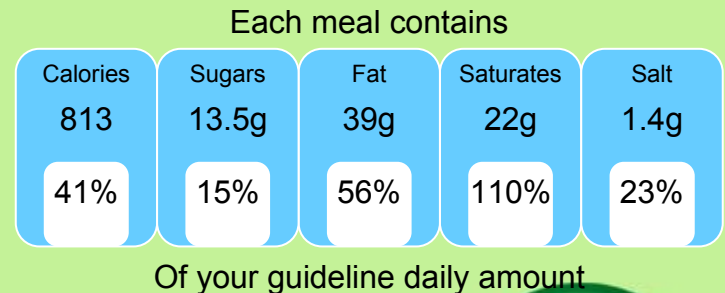 Each meal contains
Calories Sugars Fat Saturates Salt
813 13.5g 39g 22g 1.4g
41% 15% 56% 110% 23%
Of your guideline daily amount